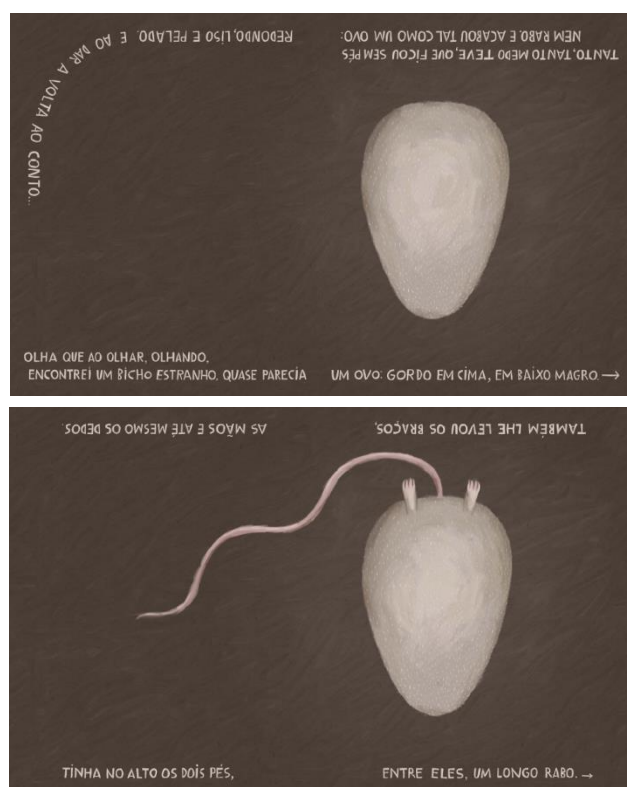 TANTO, TANTO, TANTO MEDO TEVE, QUE FICOU SEM PÉS
NEM RABO. E ACABOU TAL COMO UM OVO:
REDONDO, LISO E PELADO. E AO DAR A VOLTA AO CONTO...
OLHA QUE AO OLHAR, OLHANDO,
ENCONTREI UM BICHO ESTRANHO. QUASE PARECIA
UM OVO: GORDO EM CIMA, EM BAIXO MAGRO. →
TAMBÉM LHE LEVOU OS BRAÇOS,
AS MÃOS E ATÉ MESMO OS DEDOS.
TINHA NO ALTO OS DOIS PÉS,
ENTRE ELES, UM LONGO RABO. →